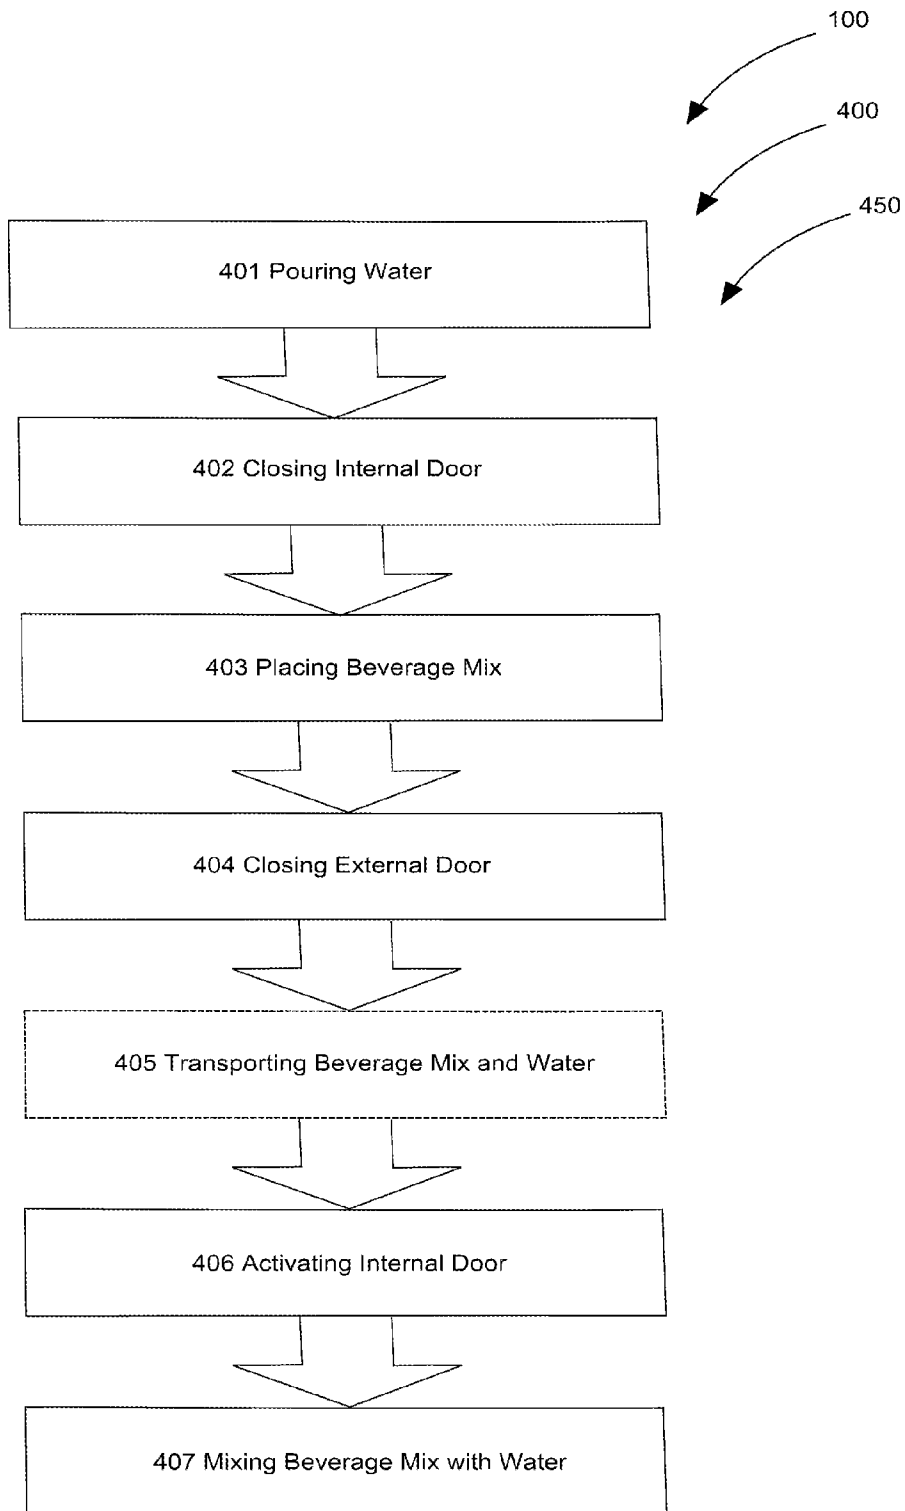 100
400
450
401 Pouring Water
402 Closing Internal Door
403 Placing Beverage Mix
404 Closing External Door
405 Transporting Beverage Mix and Water
406 Activating Internal Door
407 Mixing Beverage Mix with Water